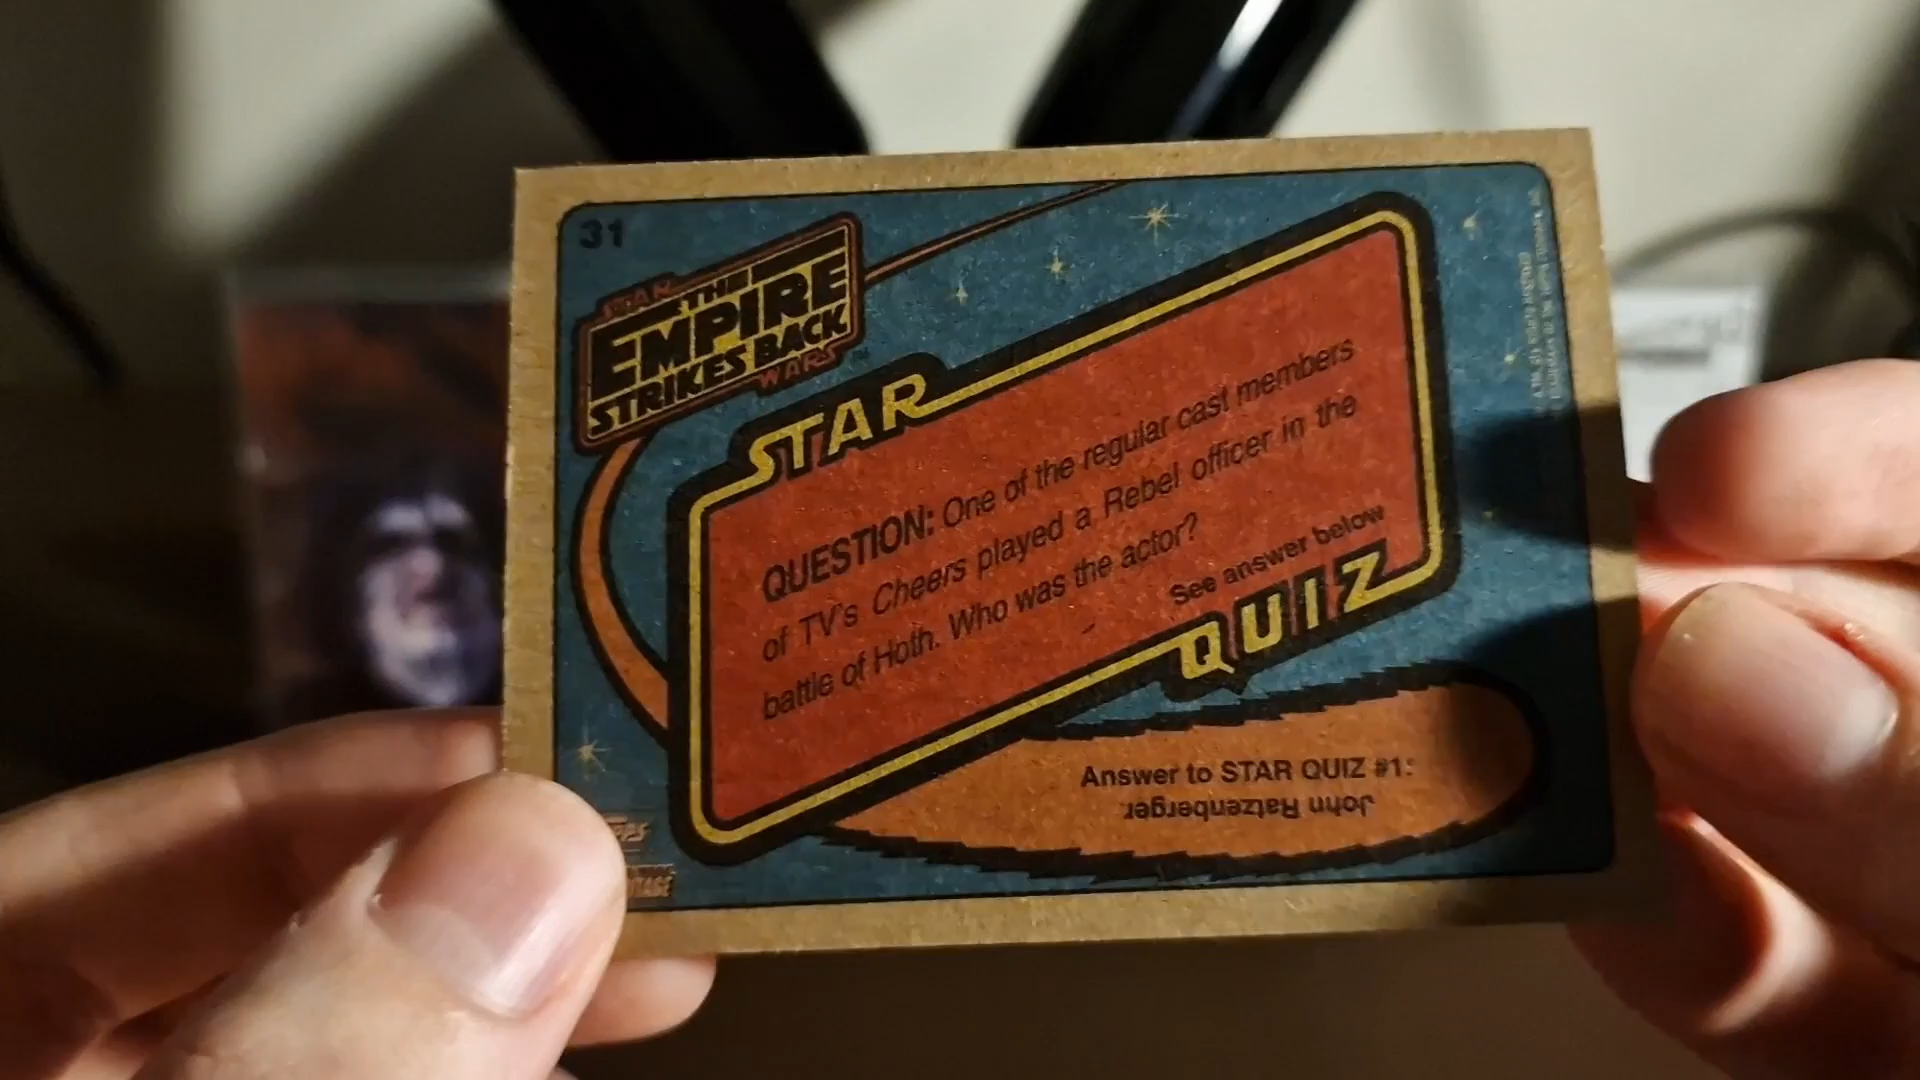 31
STAR
THE
EMPIRE
STRIKES BACK
WARS
STAR
QUESTION: One of the regular cast members
of TV's Cheers played a Rebel officer in the
battle of Hoth. Who was the actor?
See answer below
QUIZ
Answer to STAR QUIZ #1:
John Ratzenberger.